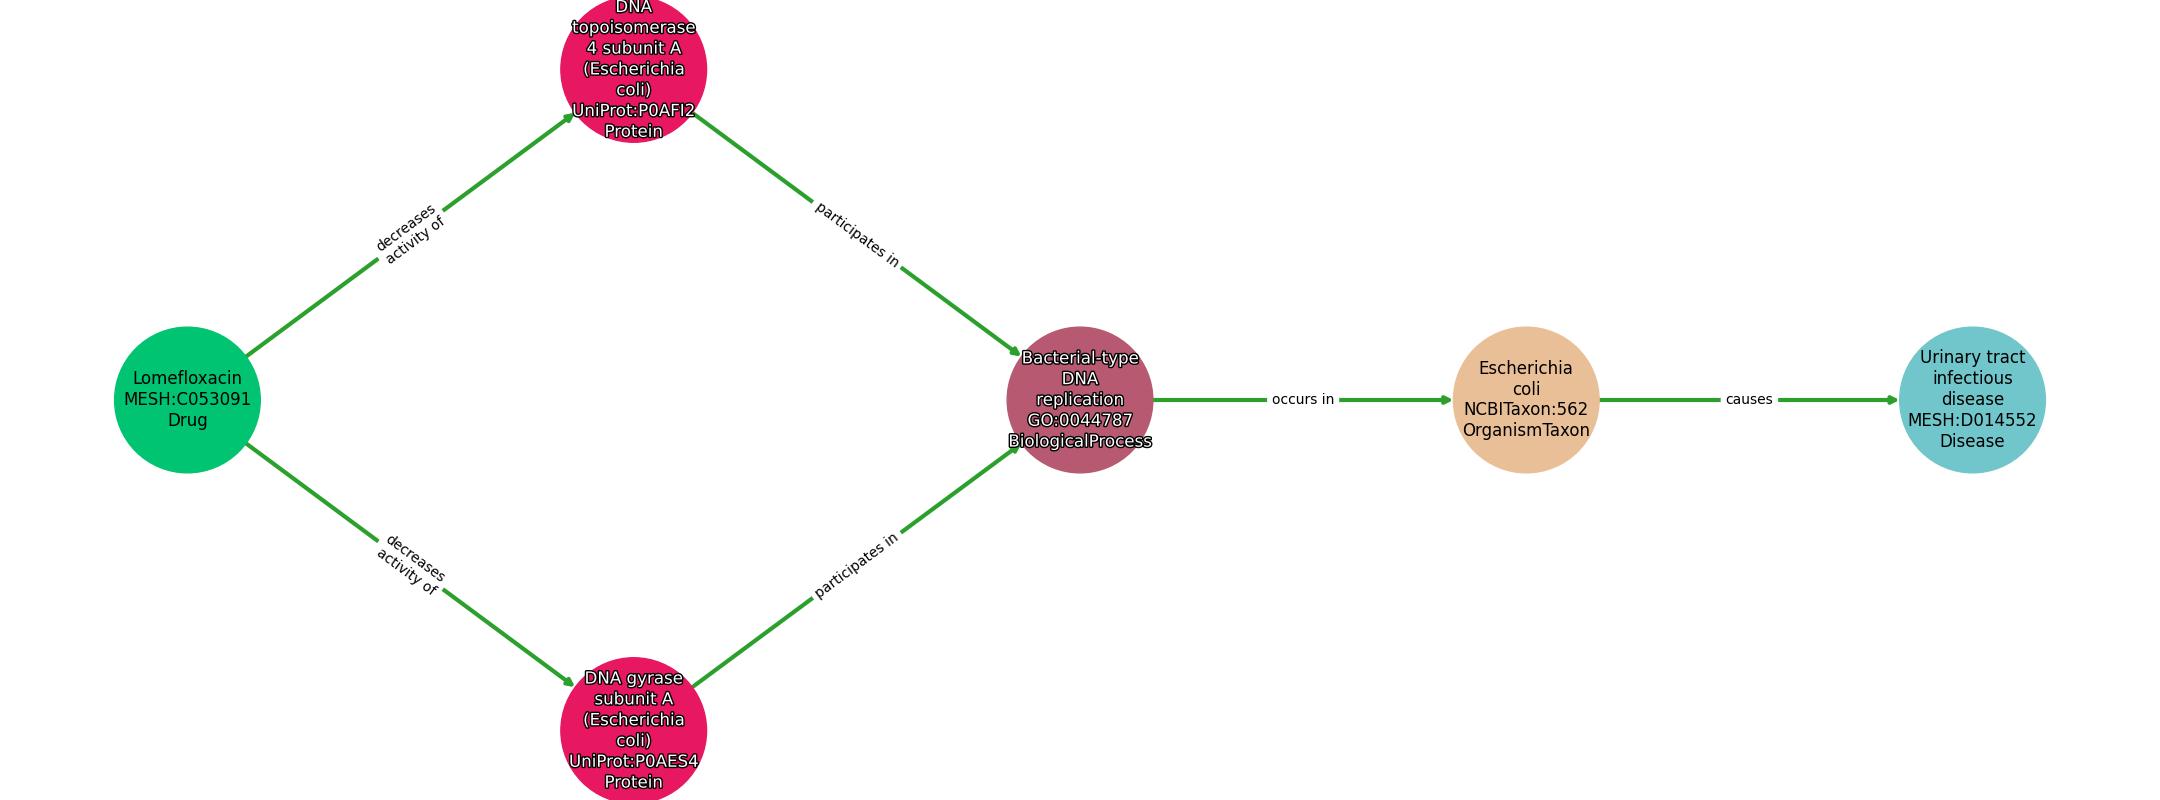 DNA
topoisomerase
4 subunit A
(Escherichia
coli)
UniProt:P0AFI2
Protein
decreases
activity of
participates in
Lomefloxacin
MESH:C053091
Drug
Bacterial-type
DNA
replication
GO:0044787
BiologicalProcess
occurs in
Escherichia
coli
NCBITaxon:562
OrganismTaxon
causes
Urinary tract
infectious
disease
MESH:D014552
Disease
decreases
activity of
participates in
DNA gyrase
subunit A
(Escherichia
coli)
UniProt:P0AES4
Protein